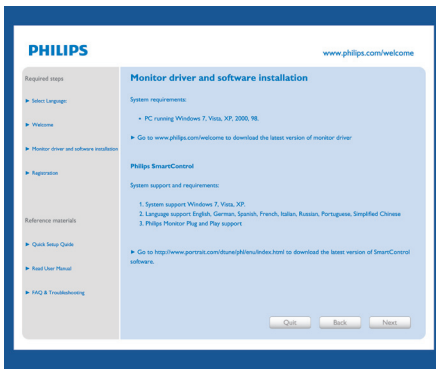 PHILIPS
www.philips.com/welcome
Required steps
► Select Language:
► Welcome
► Monitor driver and software installation
► Registration
Reference materials
► Quick Setup Quide
► Read User Manual
► FAQ & Troubleshooting
Monitor driver and software installation
System requirements:
• PC running Windows 7, Vista, XP, 2000, 98.
► Go to www.philips.com/welcome to download the latest version of monitor driver
Philips SmartControl
System support and requirements:
1. System support Windows 7, Vista, XP.
2. Language support English, German, Spanish, French, Italian, Russian, Portuguese, Simplified Chinese
3. Philips Monitor Plug and Play support
► Go to http://www.portrait.com/dtune/phl/enu/index.html to download the latest version of SmartControl
software.
Quit
Back
Next